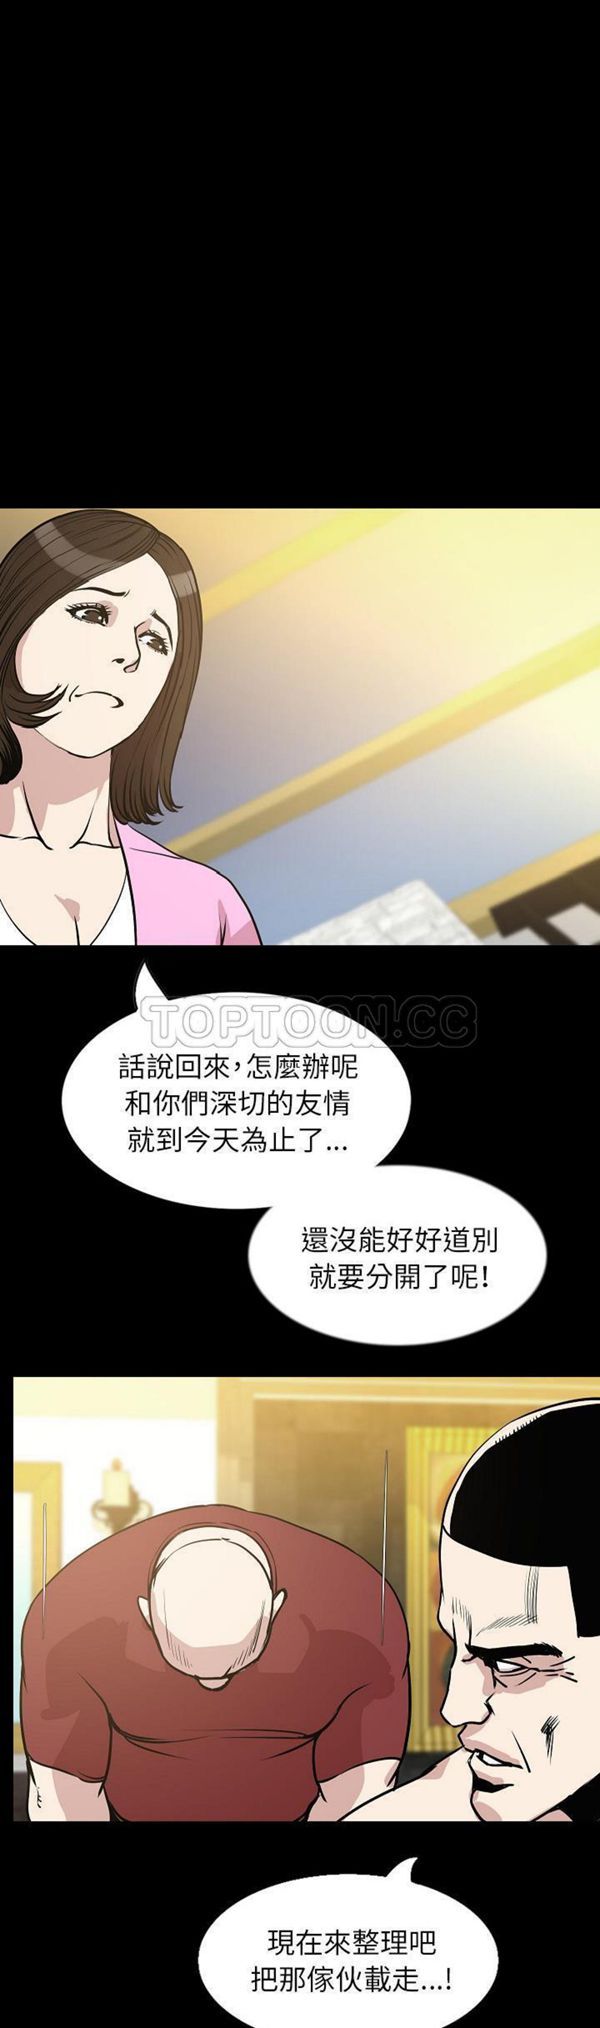 TOPTOON.CC
話說回來，怎麼辦呢
和你們深切的友情
就到今天為止了...
還沒能好好道別
就要分開了呢！
現在來整理吧
把那傢伙載走...!